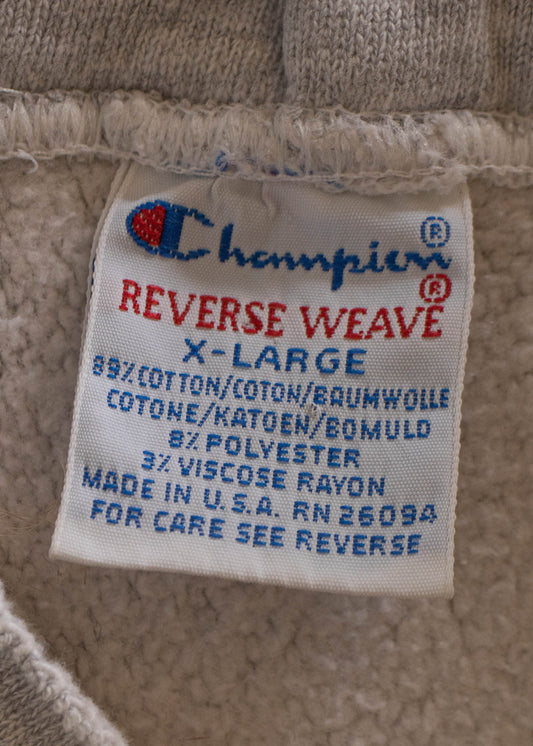 Champion®
REVERSE WEAVE®
X-LARGE
89% COTTON/COTON/BAUMWOLLE
COTONE/KATOEN/BOMULD
8% POLYESTER
3% VISCOSE RAYON
MADE IN U.S.A. RN 26094
FOR CARE SEE REVERSE